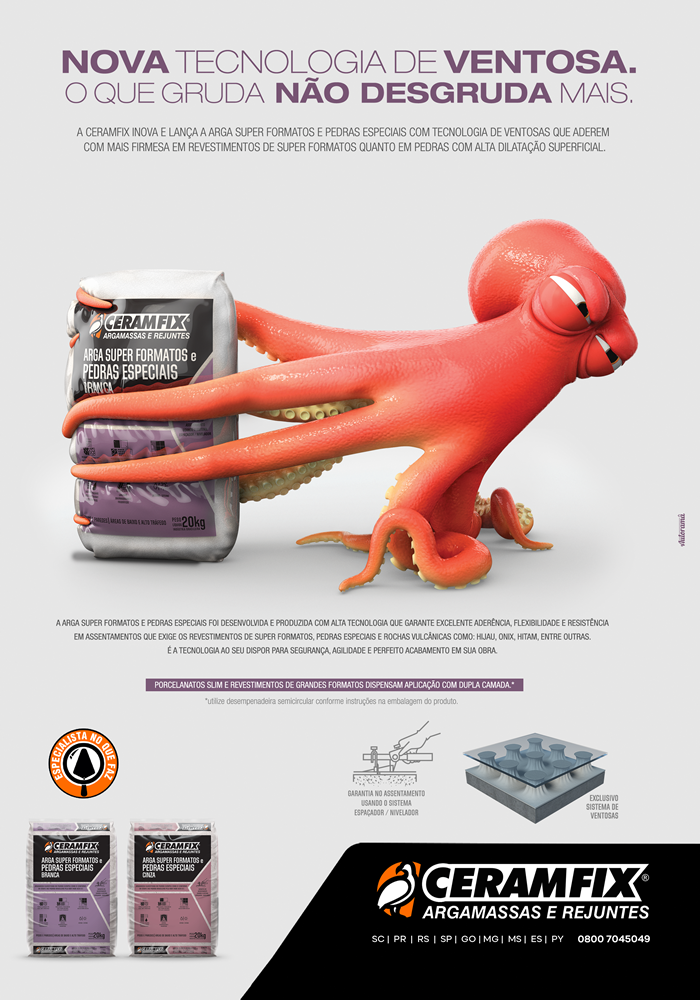 NOVA TECNOLOGIA DE VENTOSA.
O QUE GRUDA NÃO DESGRUDA MAIS.
A CERAMFIX INOVA E LANÇA A ARGA SUPER FORMATOS E PEDRAS ESPECIAIS COM TECNOLOGIA DE VENTOSAS QUE ADEREM
COM MAIS FIRMESA EM REVESTIMENTOS DE SUPER FORMATOS QUANTO EM PEDRAS COM ALTA DILATAÇÃO SUPERFICIAL.
CERAMFIX
ARGAMASSAS E REJUNTES
ARGA SUPER FORMATOS e
PEDRAS ESPECIAIS
BRANCA
ÁREAS DE BAIXO E ALTO TRÁFEGO
20kg
A ARGA SUPER FORMATOS E PEDRAS ESPECIAIS FOI DESENVOLVIDA E PRODUZIDA COM ALTA TECNOLOGIA QUE GARANTE EXCELENTE ADERÊNCIA, FLEXIBILIDADE E RESISTÊNCIA
EM ASSENTAMENTOS QUE EXIGE OS REVESTIMENTOS DE SUPER FORMATOS, PEDRAS ESPECIAIS E ROCHAS VULCÂNICAS COMO: HIJAU, ONIX, HITAM, ENTRE OUTRAS.
É A TECNOLOGIA AO SEU DISPOR PARA SEGURANÇA, AGILIDADE E PERFEITO ACABAMENTO EM SUA OBRA.
PORCELANATOS SLIM E REVESTIMENTOS DE GRANDES FORMATOS DISPENSAM APLICAÇÃO COM DUPLA CAMADA.*
*utilize desempenadeira semicircular conforme instruções na embalagem do produto.
ESPECIALISTA NO QUE FAZ
GARANTIA NO ASSENTAMENTO
USANDO O SISTEMA
ESPAÇADOR / NIVELADOR
EXCLUSIVO
SISTEMA DE
VENTOSAS
CERAMFIX
ARGAMASSAS E REJUNTES
ARGA SUPER FORMATOS e
PEDRAS ESPECIAIS
BRANCA
20kg
CERAMFIX
ARGAMASSAS E REJUNTES
ARGA SUPER FORMATOS e
PEDRAS ESPECIAIS
CINZA
20kg
CERAMFIX®
ARGAMASSAS E REJUNTES
SC | PR | RS | SP | GO | MG | MS | ES | PY 0800 7045049